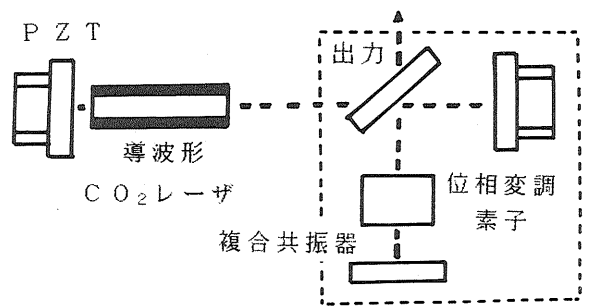 PZT
出力
導波形
CO₂レーザ
位相変調
素子
複合共振器